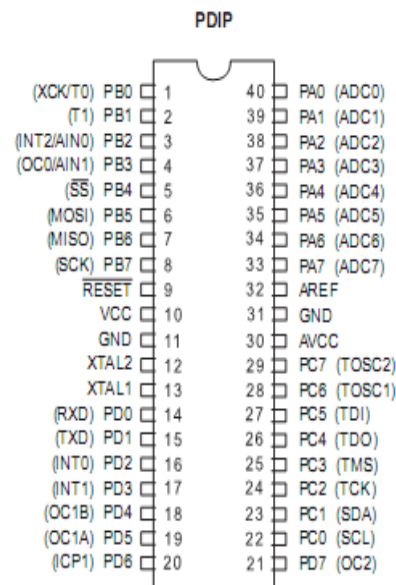 PDIP
(XCK/T0) PB0 1 40 PA0 (ADC0)
(T1) PB1 2 39 PA1 (ADC1)
(INT2/AIN0) PB2 3 38 PA2 (ADC2)
(OC0/AIN1) PB3 4 37 PA3 (ADC3)
(SS) PB4 5 36 PA4 (ADC4)
(MOSI) PB5 6 35 PA5 (ADC5)
(MISO) PB6 7 34 PA6 (ADC6)
(SCK) PB7 8 33 PA7 (ADC7)
RESET 9 32 AREF
VCC 10 31 GND
GND 11 30 AVCC
XTAL2 12 29 PC7 (TOSC2)
XTAL1 13 28 PC6 (TOSC1)
(RXD) PD0 14 27 PC5 (TDI)
(TXD) PD1 15 26 PC4 (TDO)
(INT0) PD2 16 25 PC3 (TMS)
(INT1) PD3 17 24 PC2 (TCK)
(OC1B) PD4 18 23 PC1 (SDA)
(OC1A) PD5 19 22 PC0 (SCL)
(ICP1) PD6 20 21 PD7 (OC2)